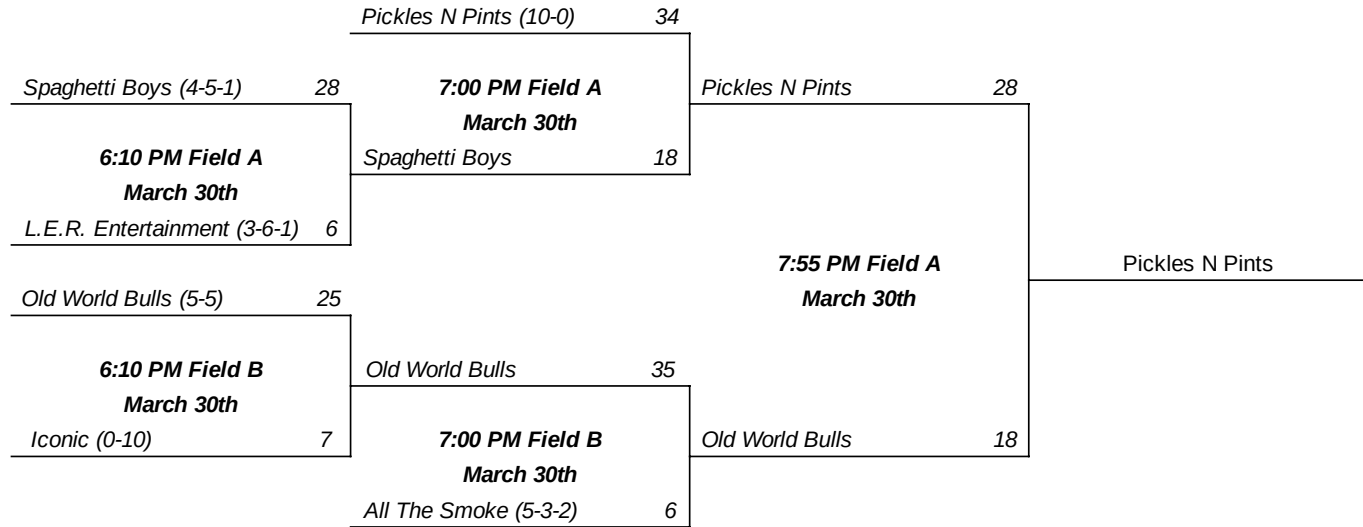 Pickles N Pints (10-0) 34
Spaghetti Boys (4-5-1) 28
7:00 PM Field A
March 30th
Pickles N Pints 28
6:10 PM Field A
March 30th
Spaghetti Boys 18
L.E.R. Entertainment (3-6-1) 6
7:55 PM Field A
March 30th
Pickles N Pints
Old World Bulls (5-5) 25
6:10 PM Field B
March 30th
Old World Bulls 35
Iconic (0-10) 7
7:00 PM Field B
March 30th
Old World Bulls 18
All The Smoke (5-3-2) 6